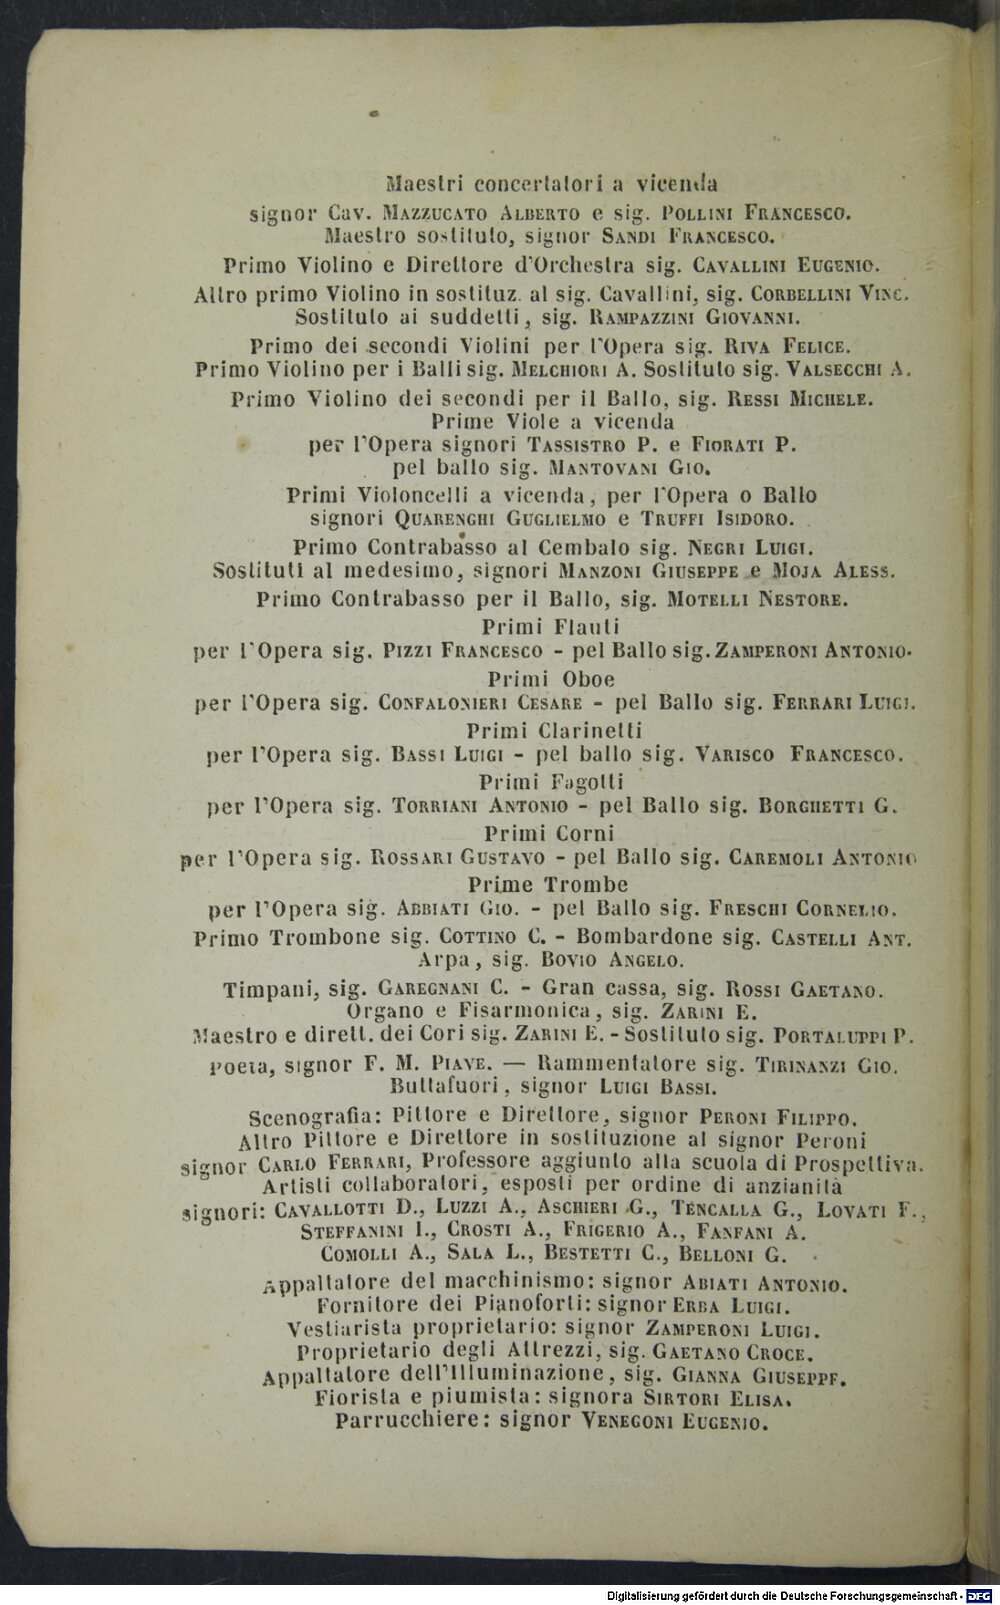 Maestri concertatori a vicenda
signor Cav. MAZZUCATO ALBERTO e sig. POLLINI FRANCESCO.
Maestro sostituto, signor SANDI FRANCESCO.
Primo Violino e Direttore d'Orchestra sig. CAVALLINI EUGENIO.
Altro primo Violino in sostituz. al sig. Cavallini, sig. CORBELLINI VINC.
Sostituto ai suddetti, sig. RAMPAZZINI GIOVANNI.
Primo dei secondi Violini per l'Opera sig. RIVA FELICE.
Primo Violino per i Balli sig. MELCHIORI A. Sostituto sig. VALSECCHI A.
Primo Violino dei secondi per il Ballo, sig. RESSI MICHELE.
Prime Viole a vicenda
per l'Opera signori TASSISTRO P. e FIORATI P.
pel ballo sig. MANTOVANI GIO.
Primi Violoncelli a vicenda, per l'Opera o Ballo
signori QUARENGHI GUGLIELMO e TRUFFI ISIDORO.
Primo Contrabasso al Cembalo sig. NEGRI LUIGI.
Sostituti al medesimo, signori MANZONI GIUSEPPE e MOJA ALESS.
Primo Contrabasso per il Ballo, sig. MOTELLI NESTORE.
Primi Flauti
per l'Opera sig. PIZZI FRANCESCO - pel Ballo sig. ZAMPERONI ANTONIO.
Primi Oboe
per l'Opera sig. CONFALONIERI CESARE - pel Ballo sig. FERRARI LUIGI.
Primi Clarinetti
per l'Opera sig. BASSI LUIGI - pel ballo sig. VARISCO FRANCESCO.
Primi Fagotti
per l'Opera sig. TORRIANI ANTONIO - pel Ballo sig. BORGHETTI G.
Primi Corni
per l'Opera sig. ROSSARI GUSTAVO - pel Ballo sig. CAREMOLI ANTONIO
Prime Trombe
per l'Opera sig. ABBIATI GIO. - pel Ballo sig. FRESCHI CORNELIO.
Primo Trombone sig. COTTINO C. - Bombardone sig. CASTELLI ANT.
Arpa, sig. BOVIO ANGELO.
Timpani, sig. GAREGNANI C. - Gran cassa, sig. ROSSI GAETANO.
Organo e Fisarmonica, sig. ZARINI E.
Maestro e dirett. dei Cori sig. ZARINI E. - Sostituto sig. PORTALUPPI P.
Poeta, signor F. M. PIAVE. — Rammentatore sig. TIRINANZI GIO.
Buttafuori, signor LUIGI BASSI.
Scenografia: Pittore e Direttore, signor PERONI FILIPPO.
Altro Pittore e Direttore in sostituzione al signor Peroni
signor CARLO FERRARI, Professore aggiunto alla scuola di Prospettiva.
Artisti collaboratori, esposti per ordine di anzianità
signori: CAVALLOTTI D., LUZZI A., ASCHIERI G., TENCALLA G., LOVATI F.,
STEFFANINI I., CROSTI A., FRIGERIO A., FANFANI A.
COMOLLI A., SALA L., BESTETTI C., BELLONI G.
Appaltatore del macchinismo: signor ABIATI ANTONIO.
Fornitore dei Pianoforti: signor ERBA LUIGI.
Vestiarista proprietario: signor ZAMPERONI LUIGI.
Proprietario degli Attrezzi, sig. GAETANO CROCE.
Appaltatore dell'Illuminazione, sig. GIANNA GIUSEPPE.
Fiorista e piumista: signora SIRTORI ELISA.
Parrucchiere: signor VENEGONI EUGENIO.
Digitalisierung gefördert durch die Deutsche Forschungsgemeinschaft - DFG